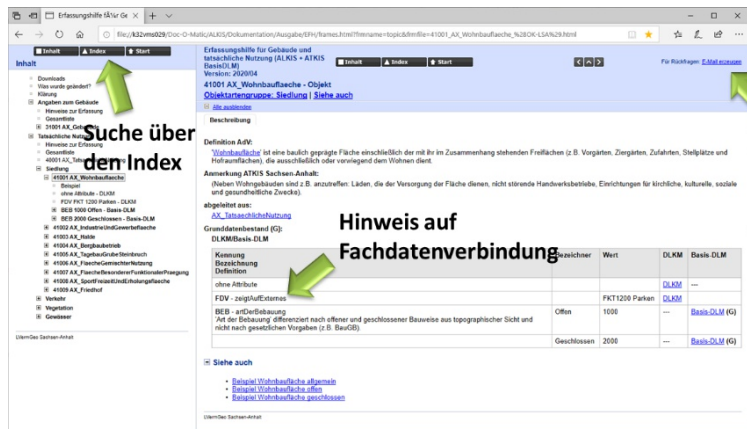 Erfassungshilfe fÃ¼r Ge
file://k32vms029/Doc-O-Matic/ALKIS/Dokumentation/Ausgabe/EFH/frames.html?frmname=topic&frmfile=41001_AX_Wohnbauflaeche_%28OK-LSA%29.html
Inhalt Index Start
Inhalt
Downloads
Was wurde geändert?
Klärung
Angaben zum Gebäude
Hinweise zur Erfassung
Gesamtliste
31001 AX_Gebäude
Tatsächliche Nutzung
Hinweise zur Erfassung
Gesamtliste
40001 AX_Tats
Siedlung
41001 AX_Wohnbauflaeche
Beispiel
ohne Attribute - DLKM
FDV FKT 1200 Parken - DLKM
BEB 1000 Offen - Basis-DLM
BEB 2000 Geschlossen - Basis-DLM
41002 AX_IndustrieUndGewerbeflaeche
41003 AX_Halde
41004 AX_Bergbaubetrieb
41005 AX_TagebauGrubeSteinbruch
41006 AX_FlaecheGemischterNutzung
41007 AX_FlaecheBesondererFunktionalerPraegung
41008 AX_SportFreizeitUndErholungsflaeche
41009 AX_Friedhof
Verkehr
Vegetation
Gewässer
LVermGeo Sachsen-Anhalt
Suche über
den Index
Erfassungshilfe für Gebäude und
tatsächliche Nutzung (ALKIS + ATKIS
BasisDLM)
Version: 2020/04
Inhalt Index Start
Für Rückfragen: E-Mail erzeugen
41001 AX_Wohnbauflaeche - Objekt
Objektartengruppe: Siedlung | Siehe auch
Alle ausblenden
Beschreibung
Definition AdV:
'Wohnbaufläche' ist eine baulich geprägte Fläche einschließlich der mit ihr im Zusammenhang stehenden Freiflächen (z.B. Vorgärten, Ziergärten, Zufahrten, Stellplätze und
Hofraumflächen), die ausschließlich oder vorwiegend dem Wohnen dient.
Anmerkung ATKIS Sachsen-Anhalt:
(Neben Wohngebäuden sind z.B. anzutreffen: Läden, die der Versorgung der Fläche dienen, nicht störende Handwerksbetriebe, Einrichtungen für kirchliche, kulturelle, soziale
und gesundheitliche Zwecke).
abgeleitet aus:
AX_TatsaechlicheNutzung
Grunddatenbestand (G):
DLKM/Basis-DLM
Hinweis auf
Fachdatenverbindung
Kennung
Bezeichnung
Definition
Bezeichner Wert DLKM Basis-DLM
ohne Attribute DLKM ---
FDV - zeigtAufExternes FKT1200 Parken DLKM
BEB - artDerBebauung Offen 1000 --- Basis-DLM (G)
'Art der Bebauung' differenziert nach offener und geschlossener Bauweise aus topographischer Sicht und
nicht nach gesetzlichen Vorgaben (z.B. BauGB).
Geschlossen 2000 --- Basis-DLM (G)
Siehe auch
Beispiel Wohnbaufläche allgemein
Beispiel Wohnbaufläche offen
Beispiel Wohnbaufläche geschlossen
LVermGeo Sachsen-Anhalt